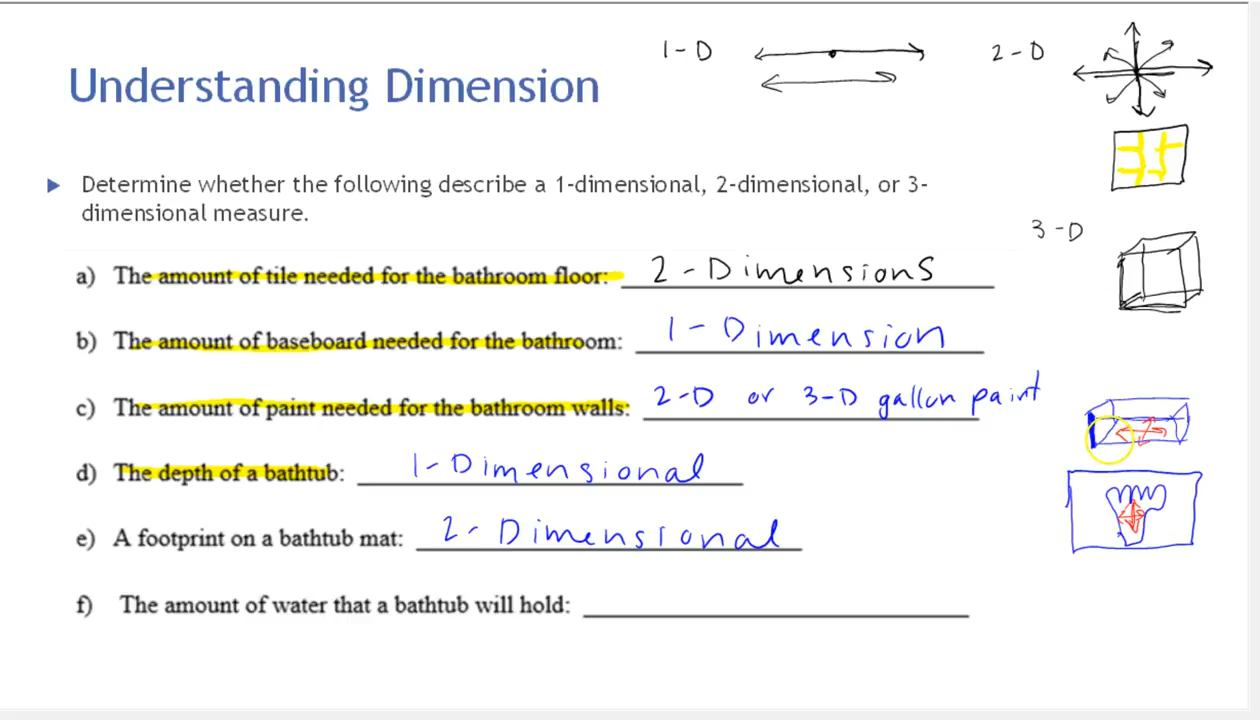 1-D
2-D
Understanding Dimension
Determine whether the following describe a 1-dimensional, 2-dimensional, or 3-
dimensional measure.
3-D
a) The amount of tile needed for the bathroom floor: 2-Dimensions
b) The amount of baseboard needed for the bathroom: 1-Dimension
c) The amount of paint needed for the bathroom walls: 2-D or 3-D gallon paint
d) The depth of a bathtub: 1-Dimensional
e) A footprint on a bathtub mat: 2-Dimensional
f) The amount of water that a bathtub will hold: